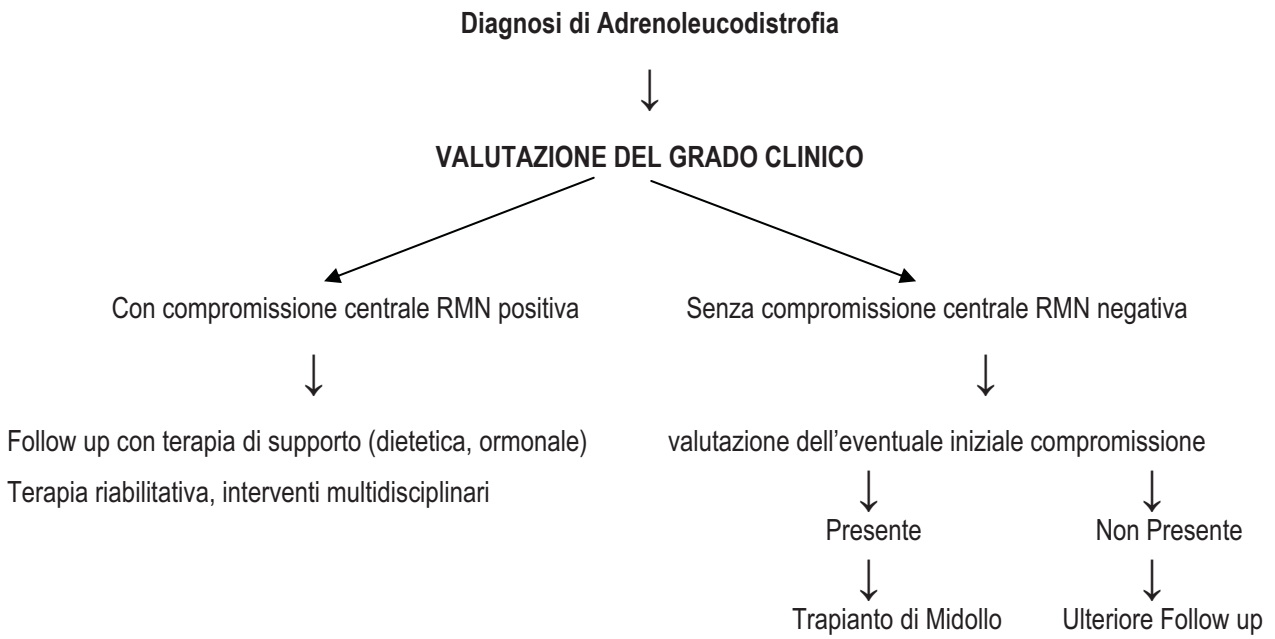 Diagnosi di Adrenoleucodistrofia
VALUTAZIONE DEL GRADO CLINICO
Con compromissione centrale RMN positiva
Senza compromissione centrale RMN negativa
Follow up con terapia di supporto (dietetica, ormonale)
Terapia riabilitativa, interventi multidisciplinari
valutazione dell'eventuale iniziale compromissione
Presente
Non Presente
Trapianto di Midollo
Ulteriore Follow up